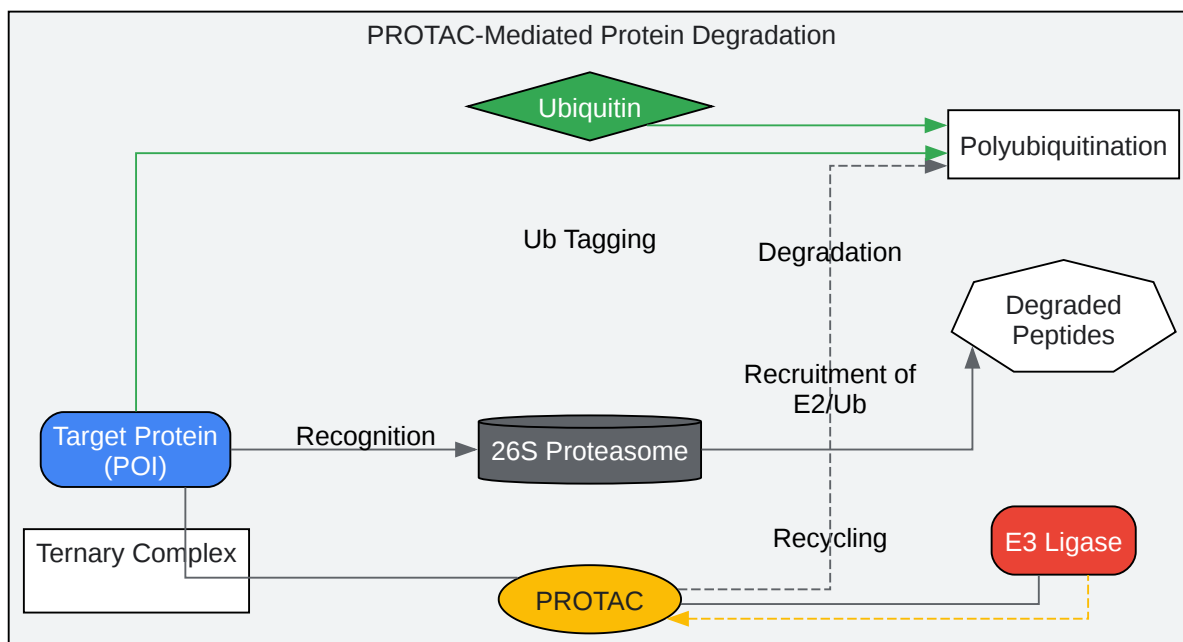 PROTAC-Mediated Protein Degradation
Ubiquitin
Polyubiquitination
Ub Tagging
Degradation
Degraded
Peptides
Recruitment of
E2/Ub
Target Protein
(POI)
Recognition
26S Proteasome
Ternary Complex
Recycling
E3 Ligase
PROTAC